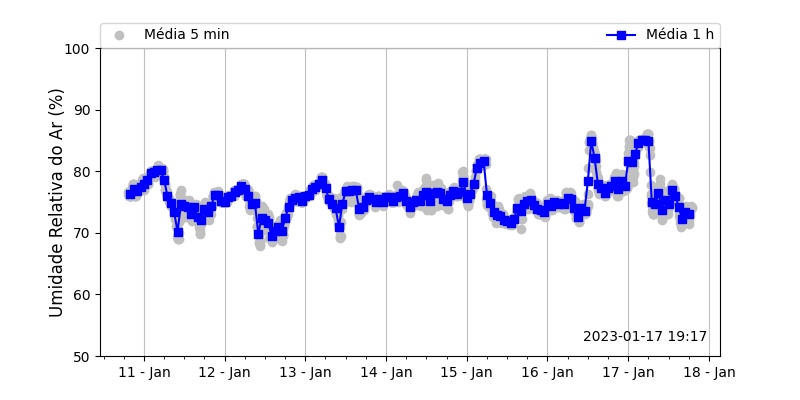 Média 5 min Média 1 h
100
90
80
70
60
50
Umidade Relativa do Ar (%)
2023-01-17 19:17
11 - Jan 12 - Jan 13 - Jan 14 - Jan 15 - Jan 16 - Jan 17 - Jan 18 - Jan